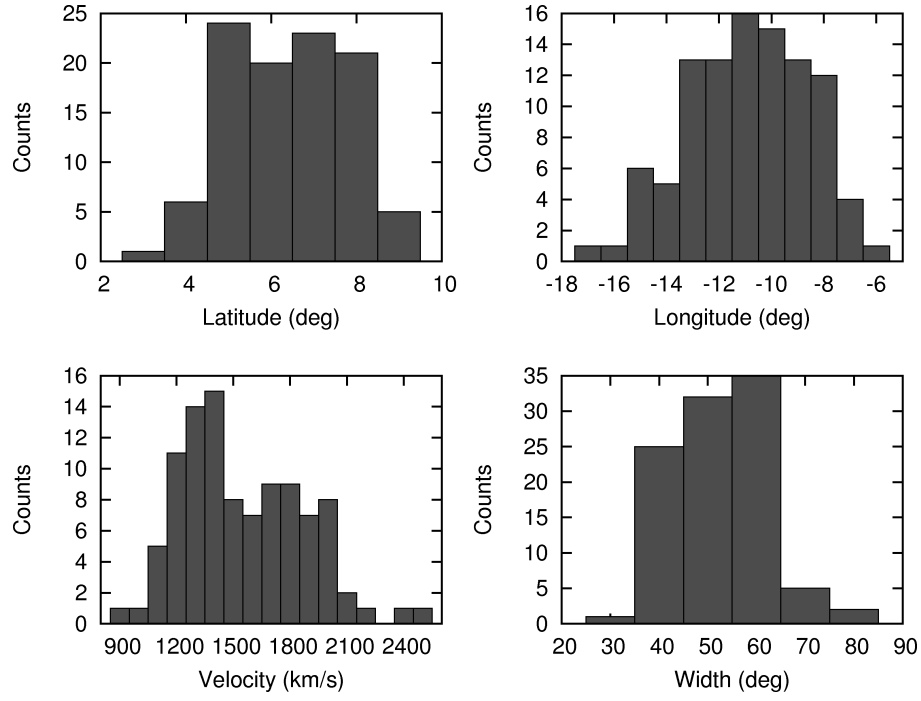 25
20
15
10
5
0
Counts
2 4 6 8 10
Latitude (deg)
16
14
12
10
8
6
4
2
0
Counts
-18 -16 -14 -12 -10 -8 -6
Longitude (deg)
16
14
12
10
8
6
4
2
0
Counts
900 1200 1500 1800 2100 2400
Velocity (km/s)
35
30
25
20
15
10
5
0
Counts
20 30 40 50 60 70 80 90
Width (deg)